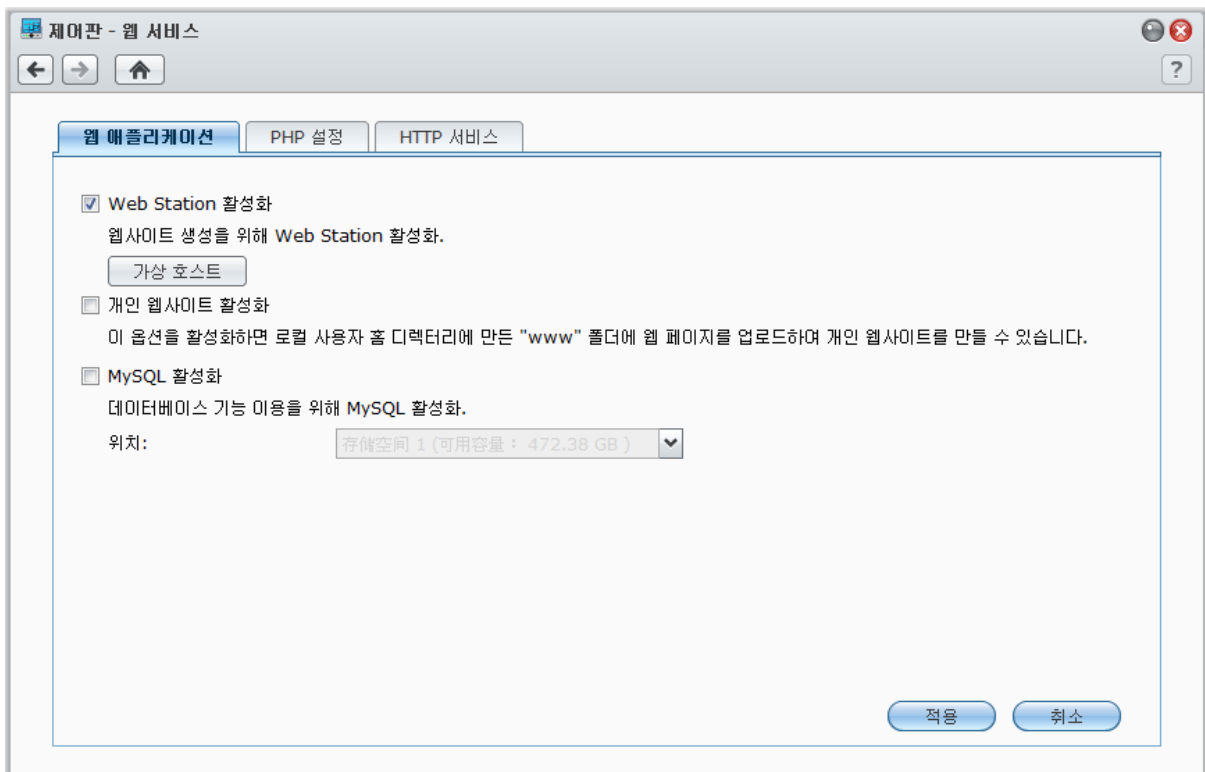 제어판 - 웹 서비스
?
웹 애플리케이션
PHP 설정
HTTP 서비스
Web Station 활성화
웹사이트 생성을 위해 Web Station 활성화.
가상 호스트
개인 웹사이트 활성화
이 옵션을 활성화하면 로컬 사용자 홈 디렉터리에 만든 "www" 폴더에 웹 페이지를 업로드하여 개인 웹사이트를 만들 수 있습니다.
MySQL 활성화
데이터베이스 기능 이용을 위해 MySQL 활성화.
위치: 存储空间 1 (可用容量： 472.38 GB )
적용
취소